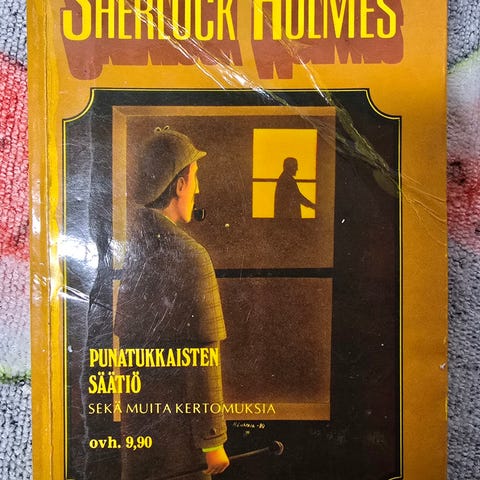 SHERLOCK HOLMES
PUNATUKKAISTEN
SÄÄTIÖ
SEKÄ MUITA KERTOMUKSIA
ovh. 9,90